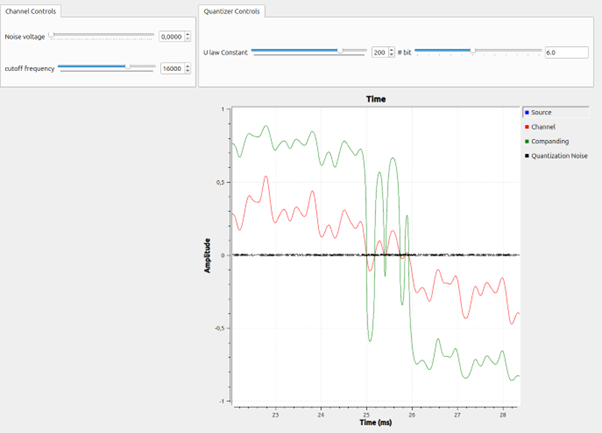 Channel Controls
Quantizer Controls
Noise voltage 0,0000
U law Constant 200 # bit 6.0
cutoff frequency 16000
Time
1
Source
Channel
Companding
Quantization Noise
0,5
Amplitude
0
-0,5
-1
23 24 25 26 27 28
Time (ms)